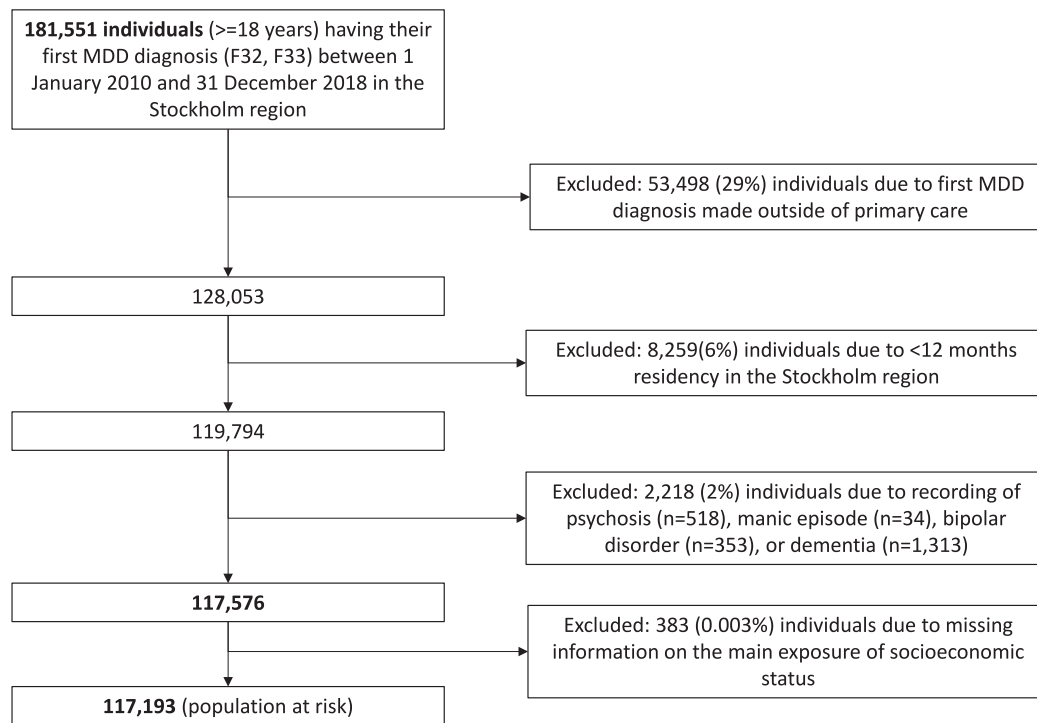 181,551 individuals (>=18 years) having their
first MDD diagnosis (F32, F33) between 1
January 2010 and 31 December 2018 in the
Stockholm region
Excluded: 53,498 (29%) individuals due to first MDD
diagnosis made outside of primary care
128,053
Excluded: 8,259(6%) individuals due to <12 months
residency in the Stockholm region
119,794
Excluded: 2,218 (2%) individuals due to recording of
psychosis (n=518), manic episode (n=34), bipolar
disorder (n=353), or dementia (n=1,313)
117,576
Excluded: 383 (0.003%) individuals due to missing
information on the main exposure of socioeconomic
status
117,193 (population at risk)